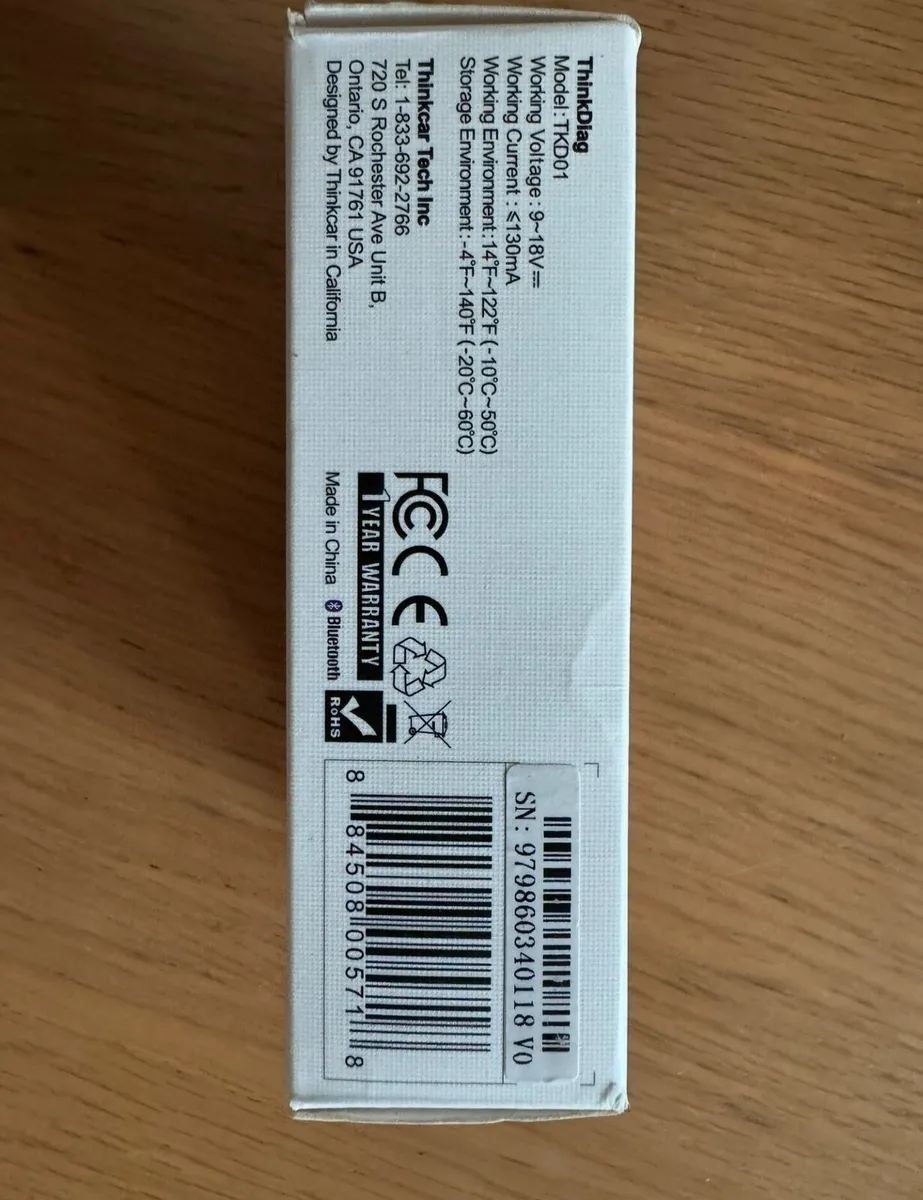 ThinkDiag
Model: TKD01
Working Voltage: 9~18V⎓
Working Current: ≤130mA
Working Environment: 14°F~122°F (-10°C~50°C)
Storage Environment: -4°F~140°F (-20°C~60°C)
Thinkcar Tech Inc
Tel: 1-833-692-2766
720 S Rochester Ave Unit B,
Ontario, CA 91761 USA
Designed by Thinkcar in California
FC CE
1 YEAR WARRANTY
Made in China Bluetooth
RoHS
SN: 979860340118 V0
8 84508 00571 8